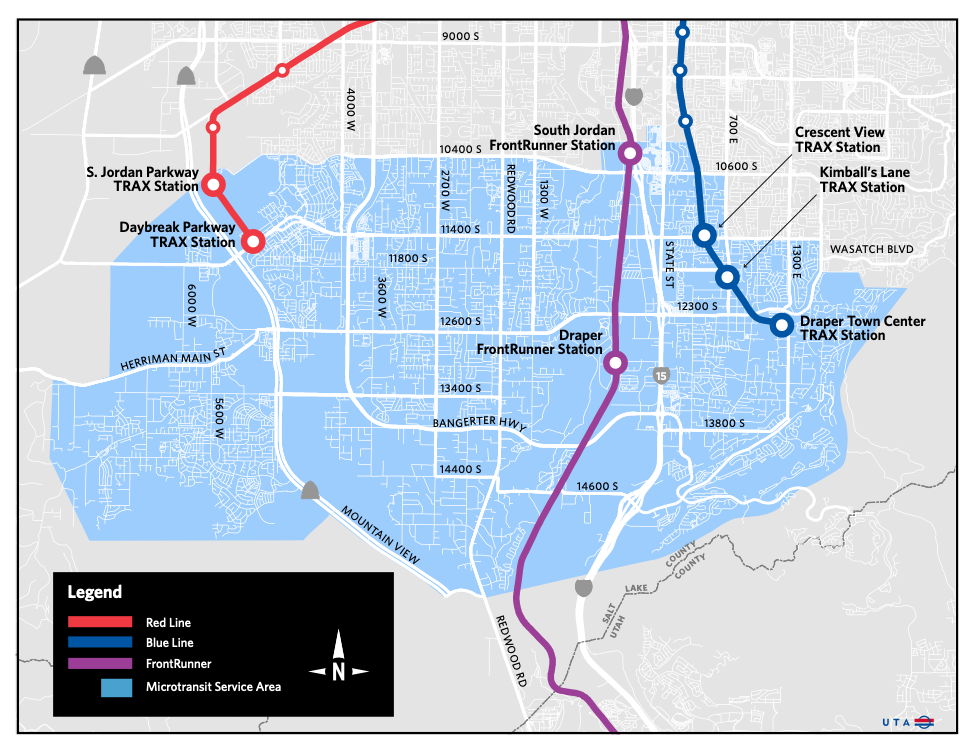 9000 S
4000 W
700 E
South Jordan
FrontRunner Station
Crescent View
TRAX Station
10400 S
10600 S
S. Jordan Parkway
TRAX Station
2700 W
REDWOOD RD
1300 W
Kimball's Lane
TRAX Station
Daybreak Parkway
TRAX Station
11400 S
STATE ST
1300 E
WASATCH BLVD
11800 S
6000 W
3600 W
12300 S
12600 S
Draper
FrontRunner Station
Draper Town Center
TRAX Station
HERRIMAN MAIN ST
15
13400 S
5600 W
BANGERTER HWY
13800 S
14400 S
14600 S
MOUNTAIN VIEW
SALT LAKE COUNTY
UTAH COUNTY
REDWOOD RD
Legend
Red Line
Blue Line
FrontRunner
Microtransit Service Area
N
UTA